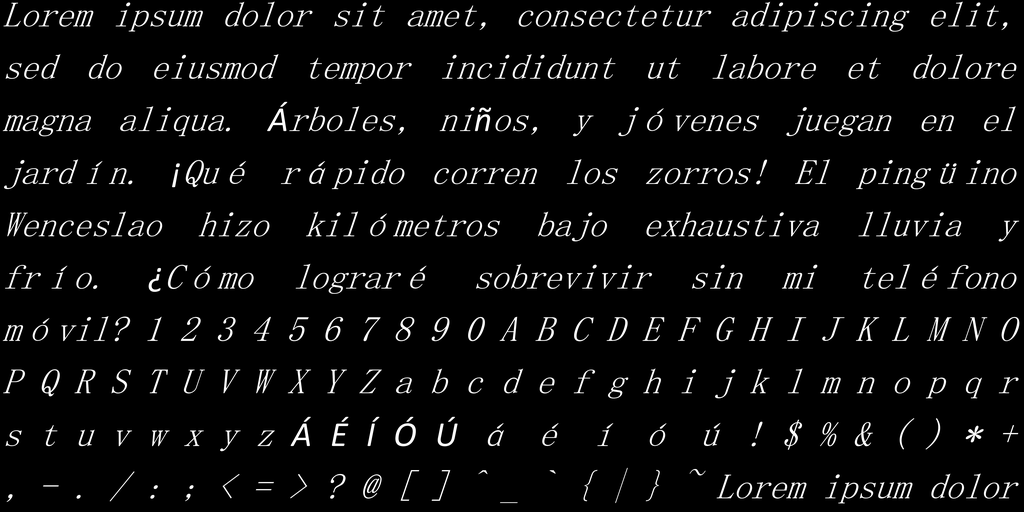 Lorem ipsum dolor sit amet, consectetur adipiscing elit,
sed do eiusmod tempor incididunt ut labore et dolore
magna aliqua. Árboles, niños, y jóvenes juegan en el
jardín. ¡Qué rápido corren los zorros! El pingüino
Wenceslao hizo kilómetros bajo exhaustiva lluvia y
frío. ¿Cómo lograré sobrevivir sin mi teléfono
móvil? 1 2 3 4 5 6 7 8 9 0 A B C D E F G H I J K L M N O
P Q R S T U V W X Y Z a b c d e f g h i j k l m n o p q r
s t u v w x y z Á É Í Ó Ú á é í ó ú ! $ % & ( ) * +
, - . / : ; < = > ? @ [ ] ^ _ ` { | } ~ Lorem ipsum dolor